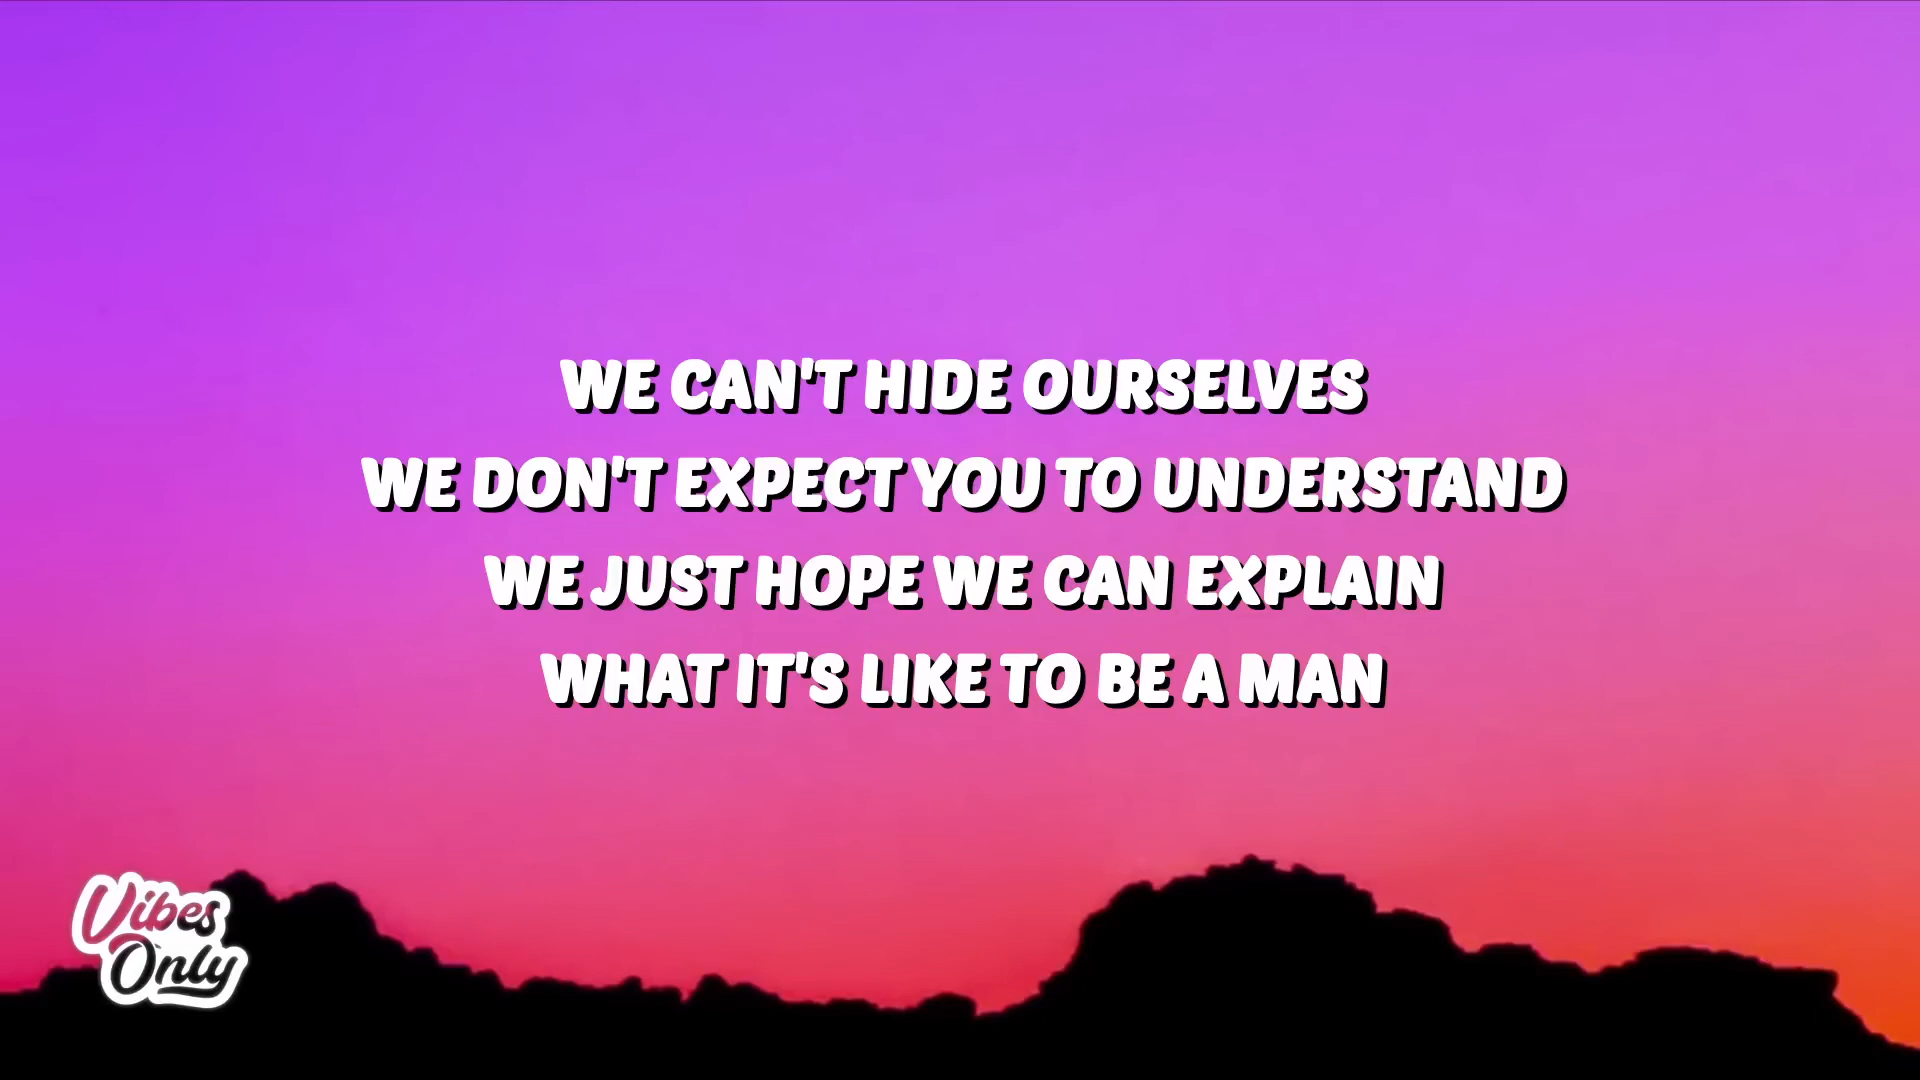 WE CAN'T HIDE OURSELVES
WE DON'T EXPECT YOU TO UNDERSTAND
WE JUST HOPE WE CAN EXPLAIN
WHAT IT'S LIKE TO BE A MAN
Vibes
Only